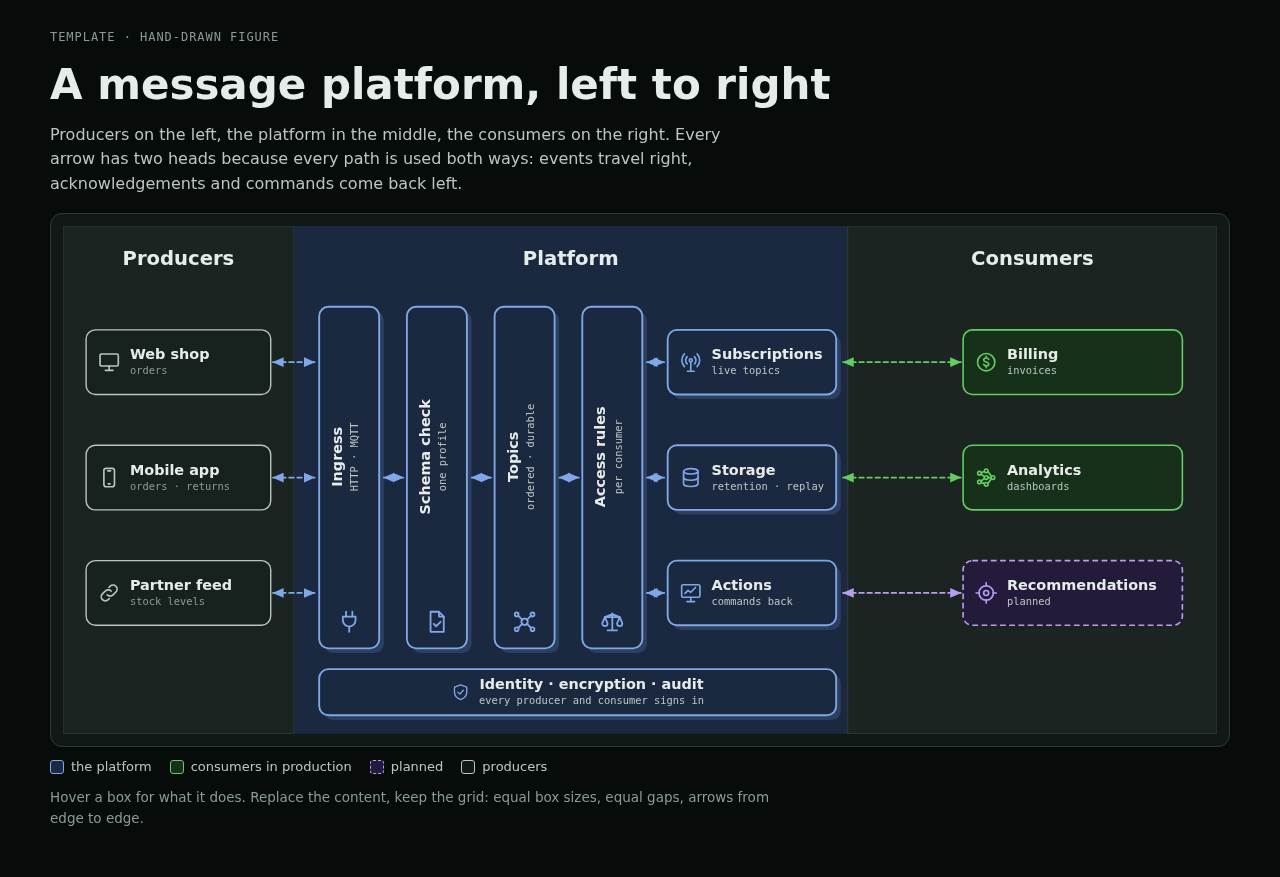 TEMPLATE · HAND-DRAWN FIGURE
A message platform, left to right
Producers on the left, the platform in the middle, the consumers on the right. Every
arrow has two heads because every path is used both ways: events travel right,
acknowledgements and commands come back left.
Producers
Platform
Consumers
Web shop
orders
Mobile app
orders · returns
Partner feed
stock levels
Ingress
HTTP · MQTT
Schema check
one profile
Topics
ordered · durable
Access rules
per consumer
Subscriptions
live topics
Storage
retention · replay
Actions
commands back
Billing
invoices
Analytics
dashboards
Recommendations
planned
Identity · encryption · audit
every producer and consumer signs in
the platform
consumers in production
planned
producers
Hover a box for what it does. Replace the content, keep the grid: equal box sizes, equal gaps, arrows from
edge to edge.